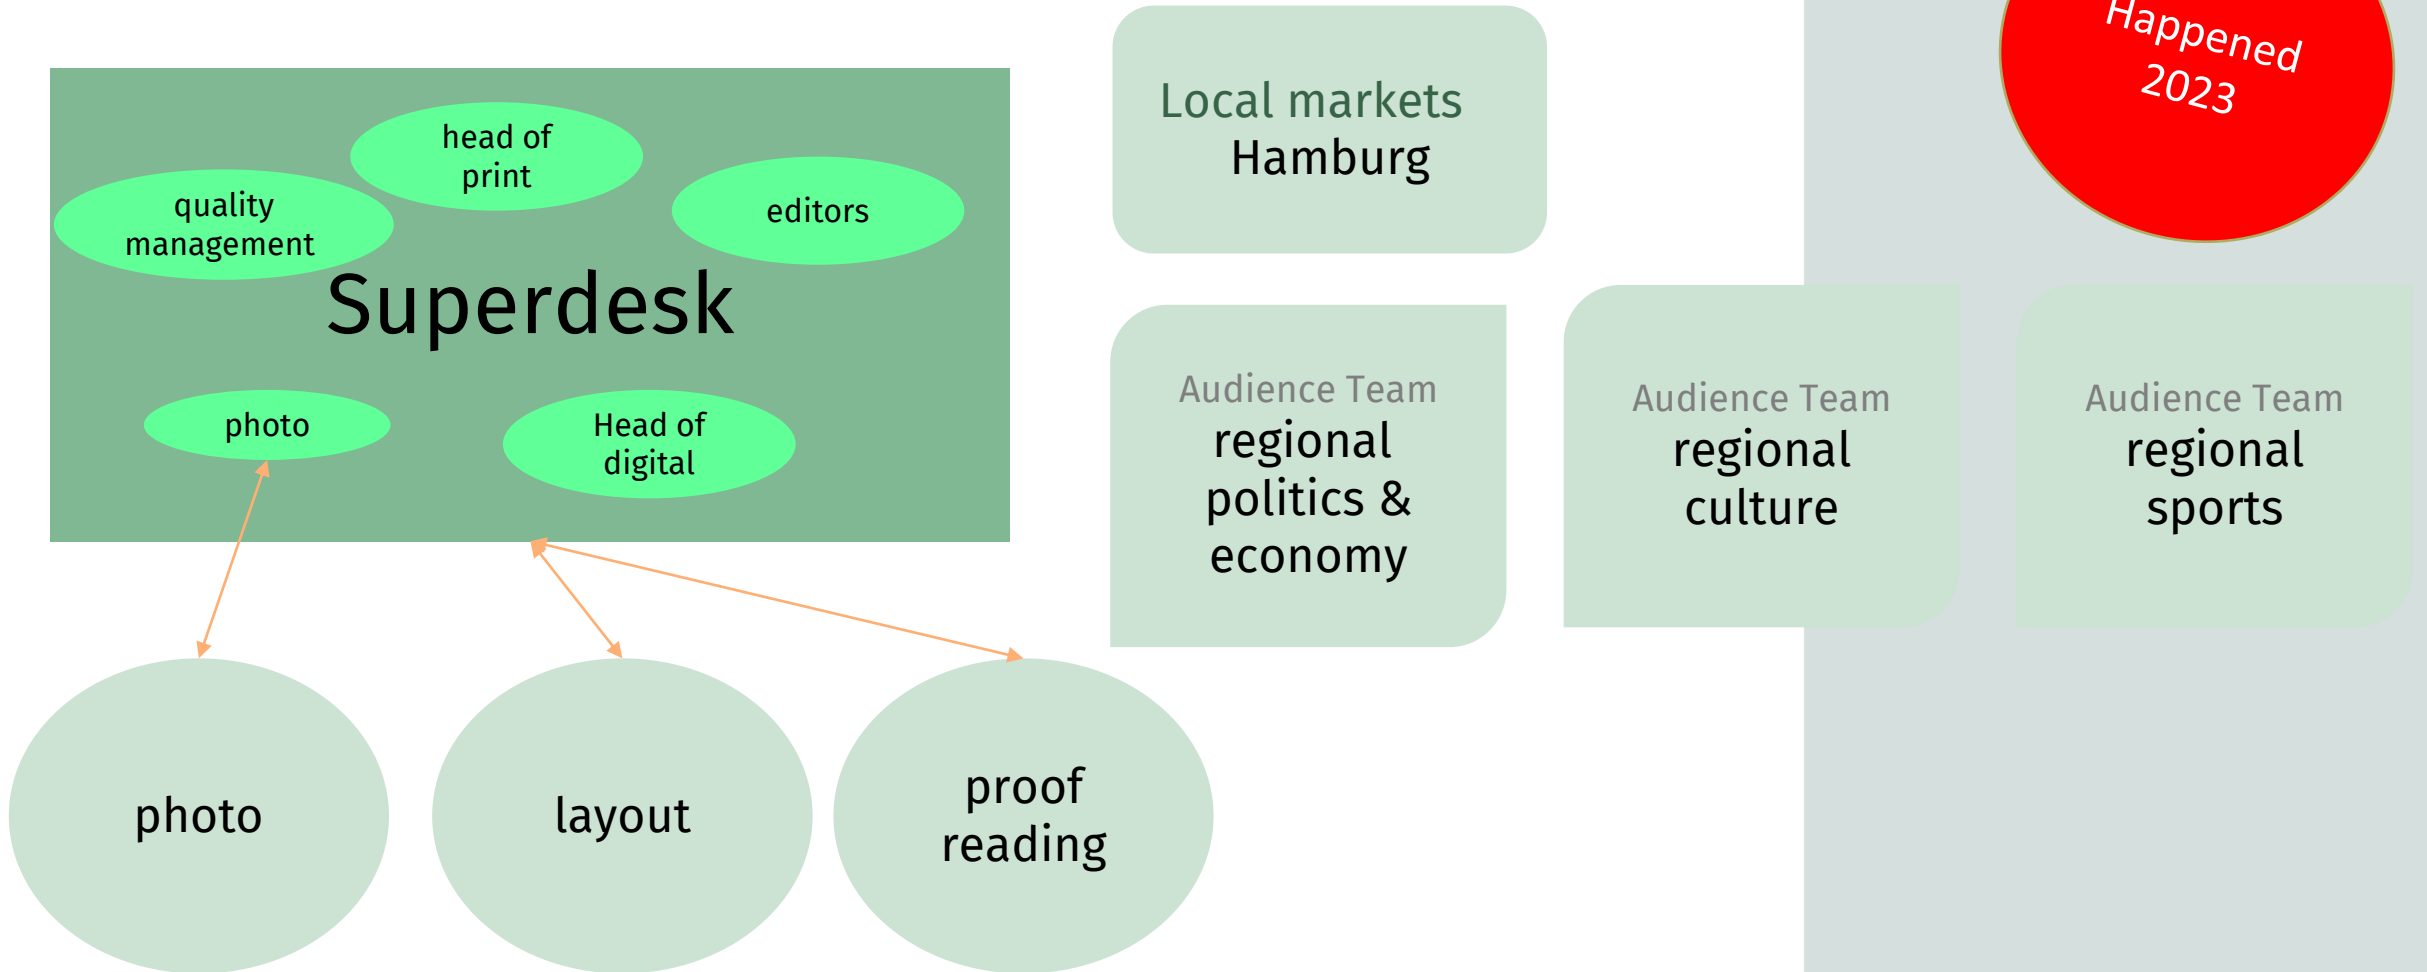 head of
print
quality
management
editors
Superdesk
photo
Head of
digital
photo
layout
proof
reading
Local markets
Hamburg
Audience Team
regional
politics &
economy
Audience Team
regional
culture
Audience Team
regional
sports
Happened
2023